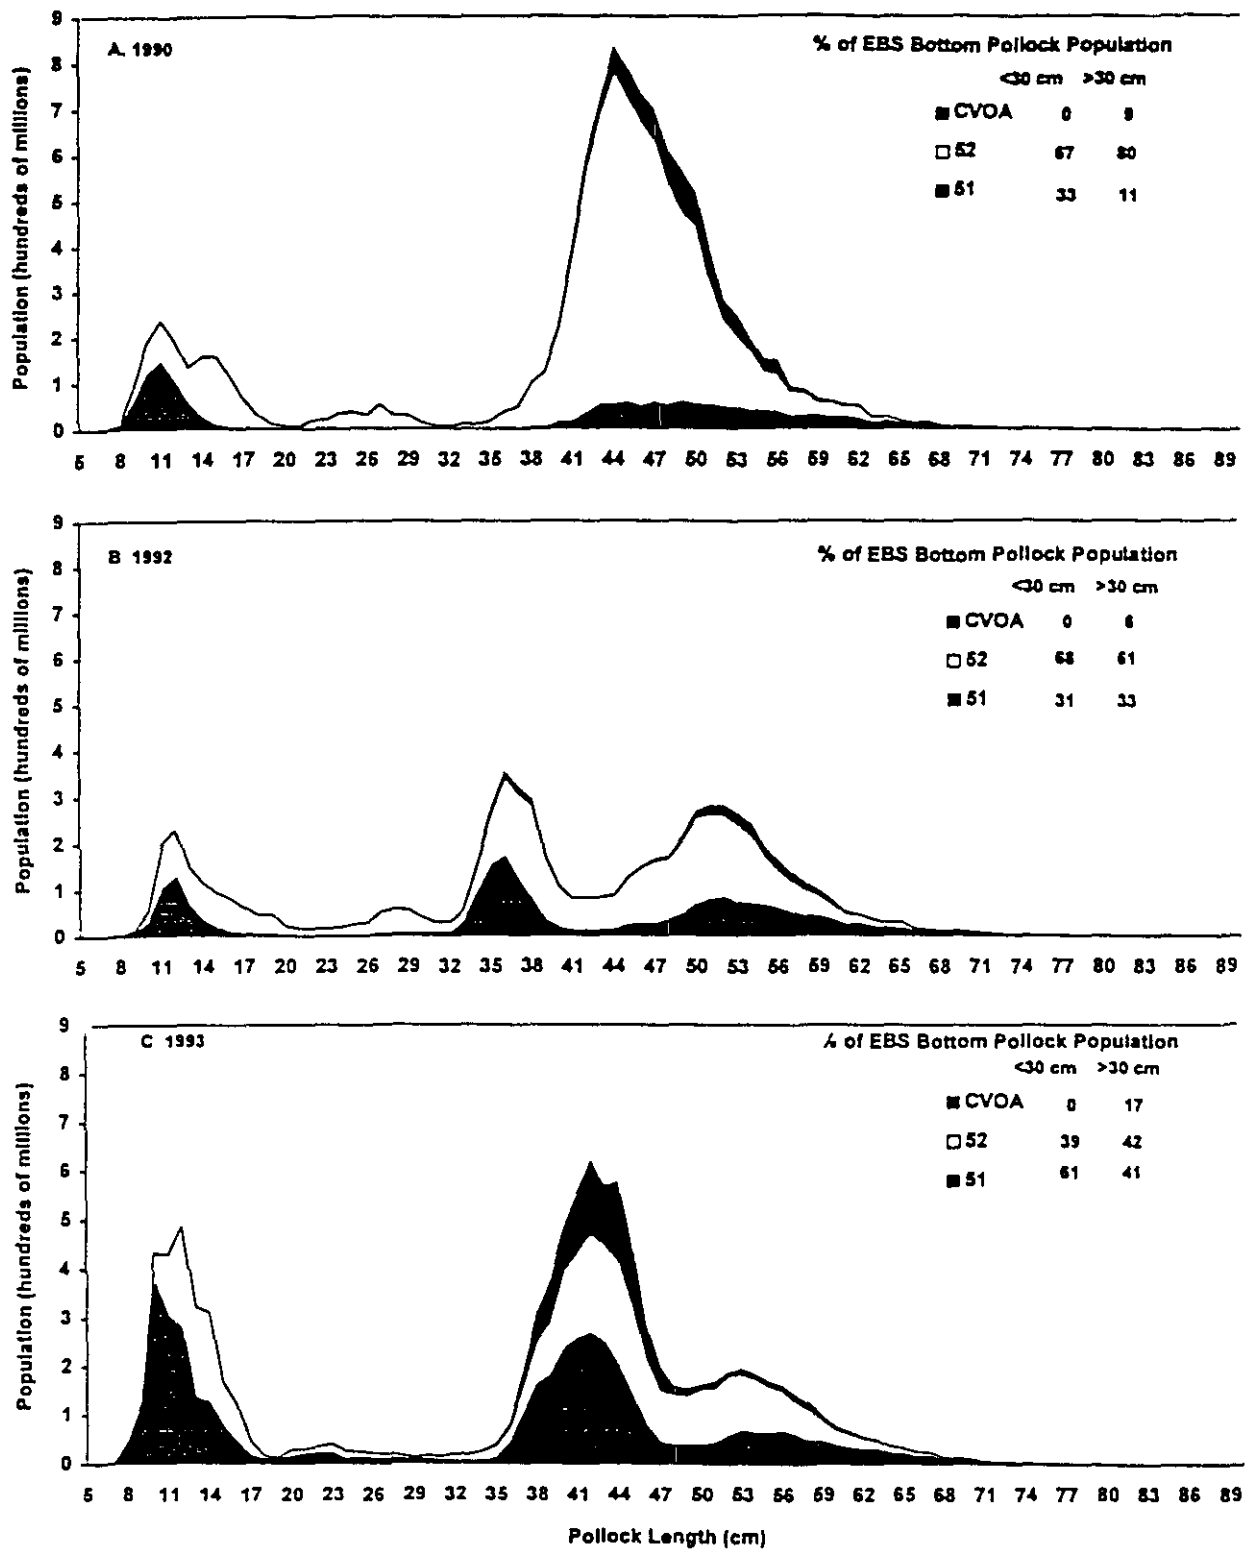 A. 1990
% of EBS Bottom Pollock Population
<30 cm >30 cm
CVOA 0 9
52 67 80
51 33 11
Population (hundreds of millions)
9
8
7
6
5
4
3
2
1
0
5 8 11 14 17 20 23 26 29 32 35 38 41 44 47 50 53 56 59 62 65 68 71 74 77 80 83 86 89
B 1992
% of EBS Bottom Pollock Population
<30 cm >30 cm
CVOA 0 6
52 68 61
51 31 33
Population (hundreds of millions)
9
8
7
6
5
4
3
2
1
0
5 8 11 14 17 20 23 26 29 32 35 38 41 44 47 50 53 56 59 62 65 68 71 74 77 80 83 86 89
C 1993
of EBS Bottom Pollock Population
<30 cm >30 cm
CVOA 0 17
52 39 42
51 61 41
Population (hundreds of millions)
9
8
7
6
5
4
3
2
1
0
5 8 11 14 17 20 23 26 29 32 35 38 41 44 47 50 53 56 59 62 65 68 71 74 77 80 83 86 89
Pollock Length (cm)